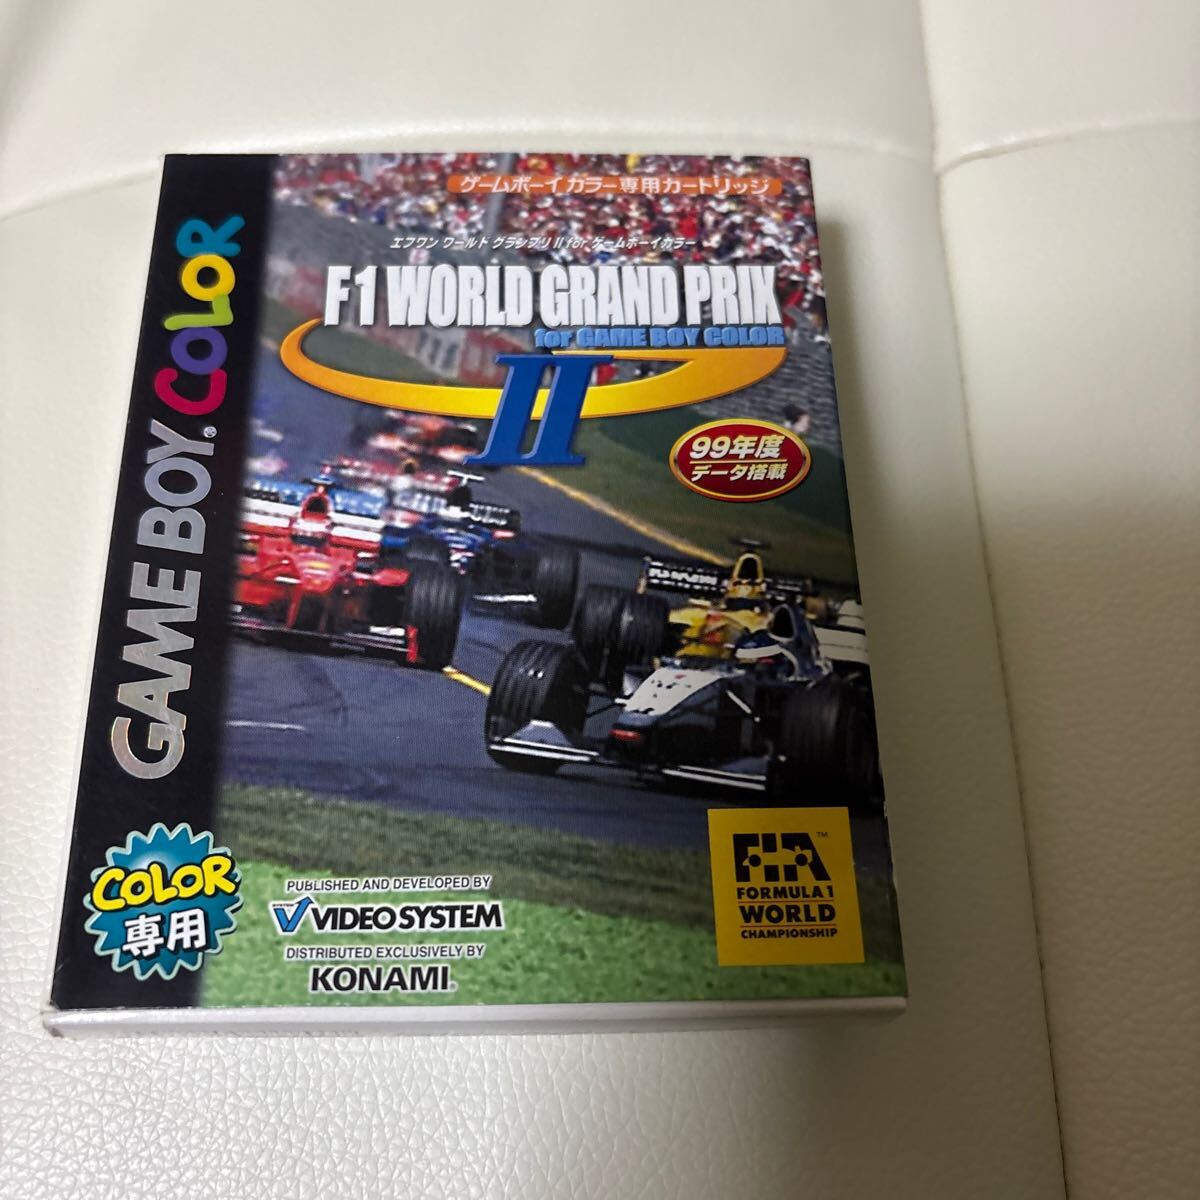 ゲームボーイ カラー専用カートリッジ
エフワン ワールド グランプリ II for ゲームボーイカラー
F1 WORLD GRAND PRIX
for GAME BOY COLOR
II
99年度
データ搭載
GAME BOY. COLOR
COLOR
専用
PUBLISHED AND DEVELOPED BY
SYSTEM
VIDEO SYSTEM
DISTRIBUTED EXCLUSIVELY BY
KONAMI®
FIA™
FORMULA 1
WORLD
CHAMPIONSHIP